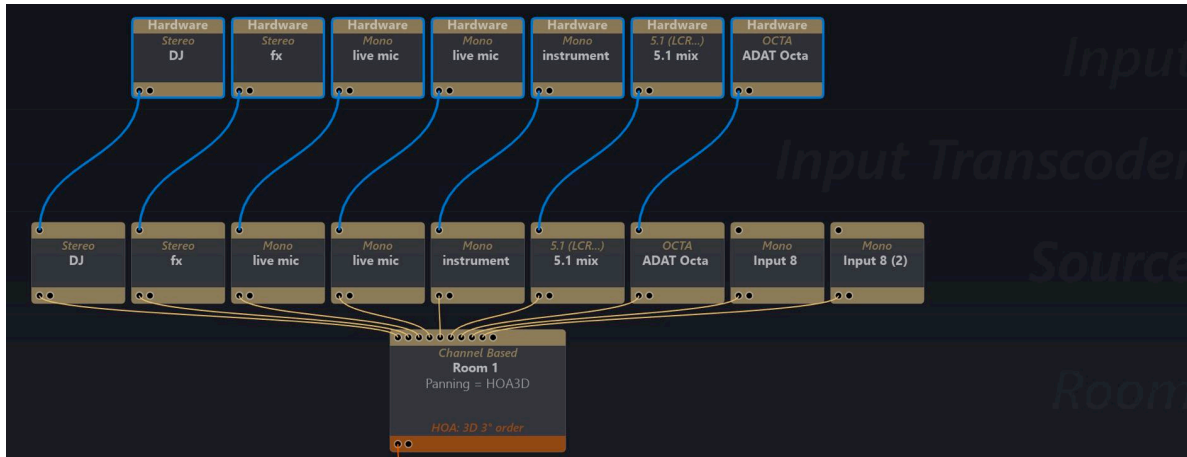 Hardware Hardware Hardware Hardware Hardware Hardware Hardware
Stereo Stereo Mono Mono Mono 5.1 (LCR...) OCTA
DJ fx live mic live mic instrument 5.1 mix ADAT Octa
Input
Input Transcoder
Stereo Stereo Mono Mono Mono 5.1 (LCR...) OCTA Mono Mono
DJ fx live mic live mic instrument 5.1 mix ADAT Octa Input 8 Input 8 (2)
Source
Channel Based
Room 1
Panning = HOA3D
Room
HOA: 3D 3° order